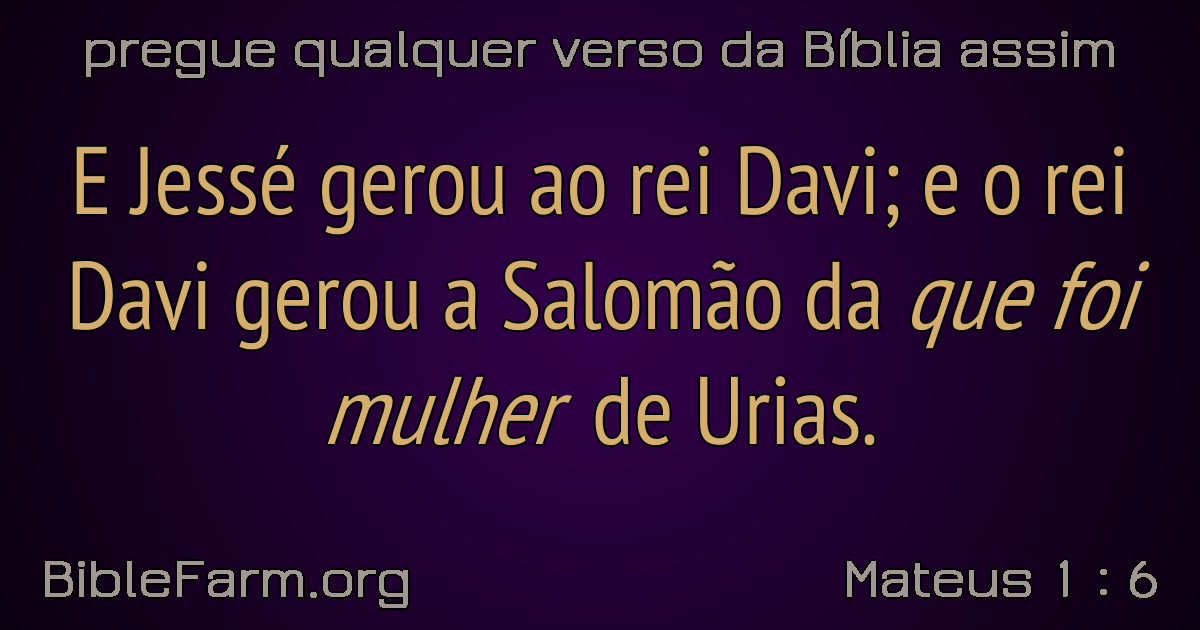 pregue qualquer verso da Bíblia assim
E Jessé gerou ao rei Davi; e o rei
Davi gerou a Salomão da que foi
mulher de Urias.
BibleFarm.org
Mateus 1 : 6